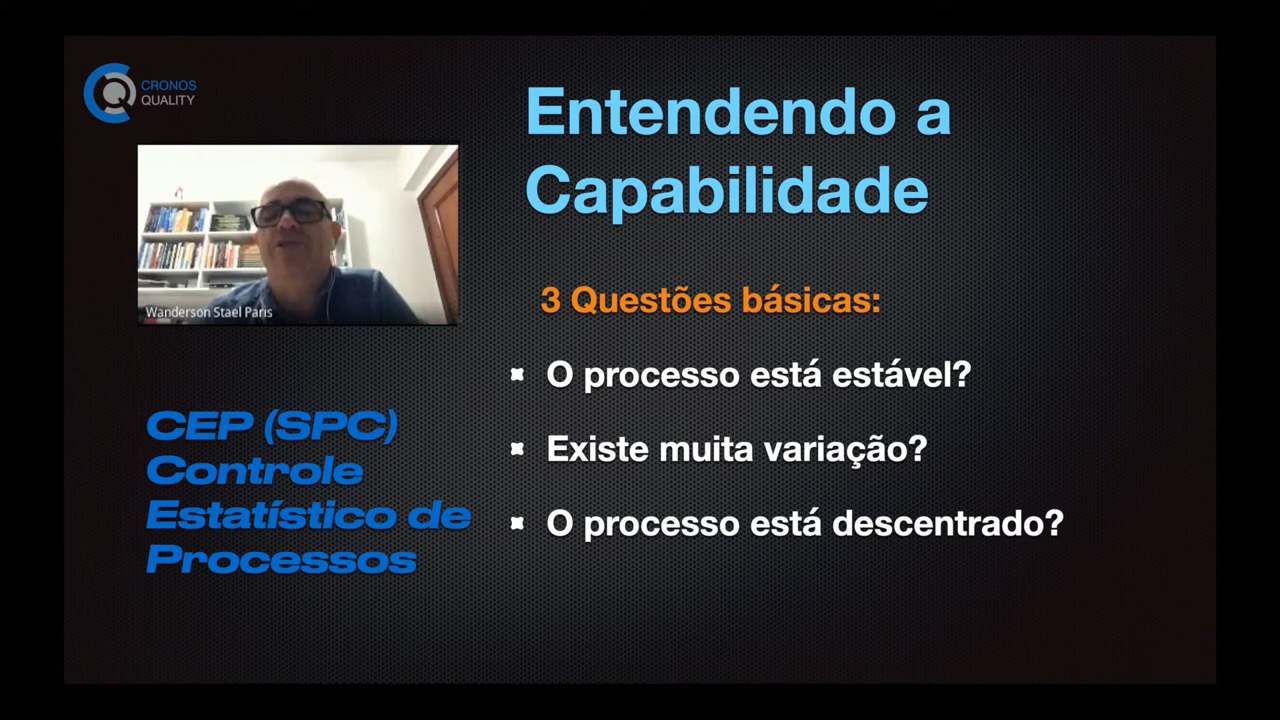 CRONOS
QUALITY
Entendendo a
Capabilidade
Wanderson Stael Paris
3 Questões básicas:
O processo está estável?
Existe muita variação?
O processo está descentrado?
CEP (SPC)
Controle
Estatístico de
Processos